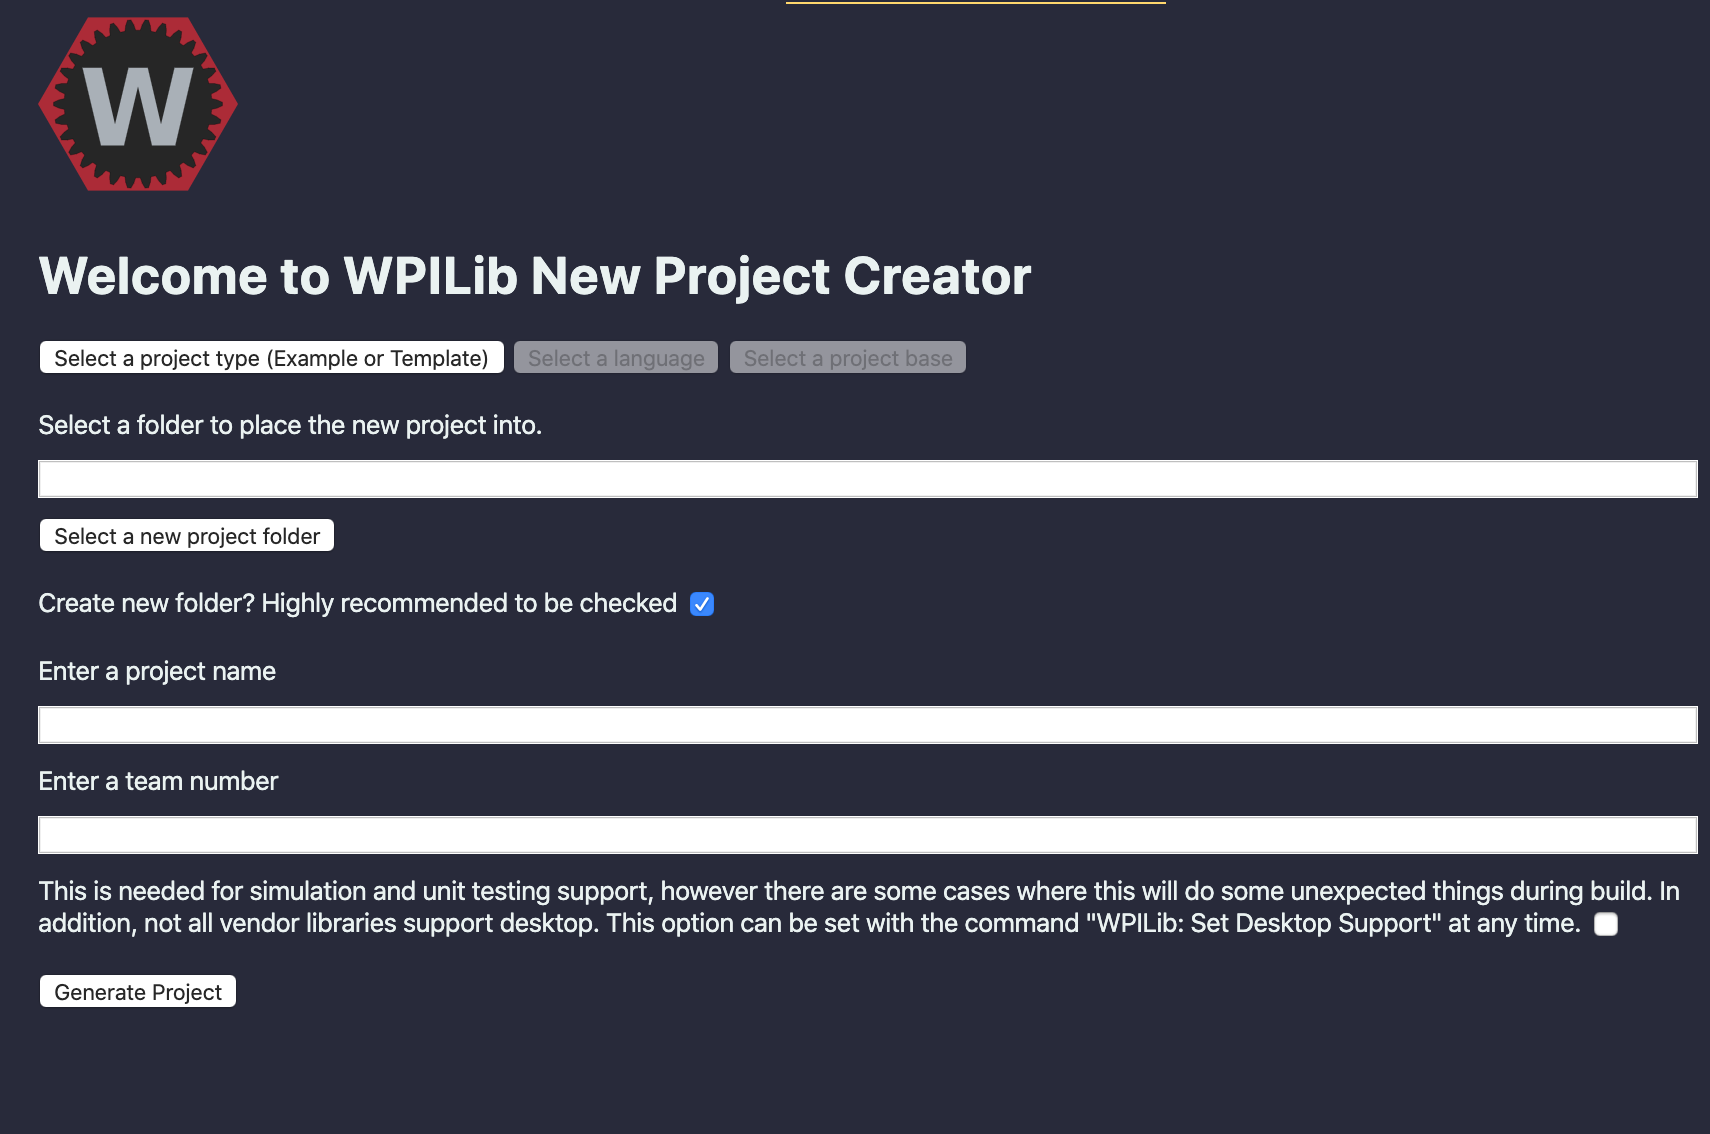 W
Welcome to WPILib New Project Creator
Select a project type (Example or Template) Select a language Select a project base
Select a folder to place the new project into.
Select a new project folder
Create new folder? Highly recommended to be checked
Enter a project name
Enter a team number
This is needed for simulation and unit testing support, however there are some cases where this will do some unexpected things during build. In
addition, not all vendor libraries support desktop. This option can be set with the command "WPILib: Set Desktop Support" at any time.
Generate Project